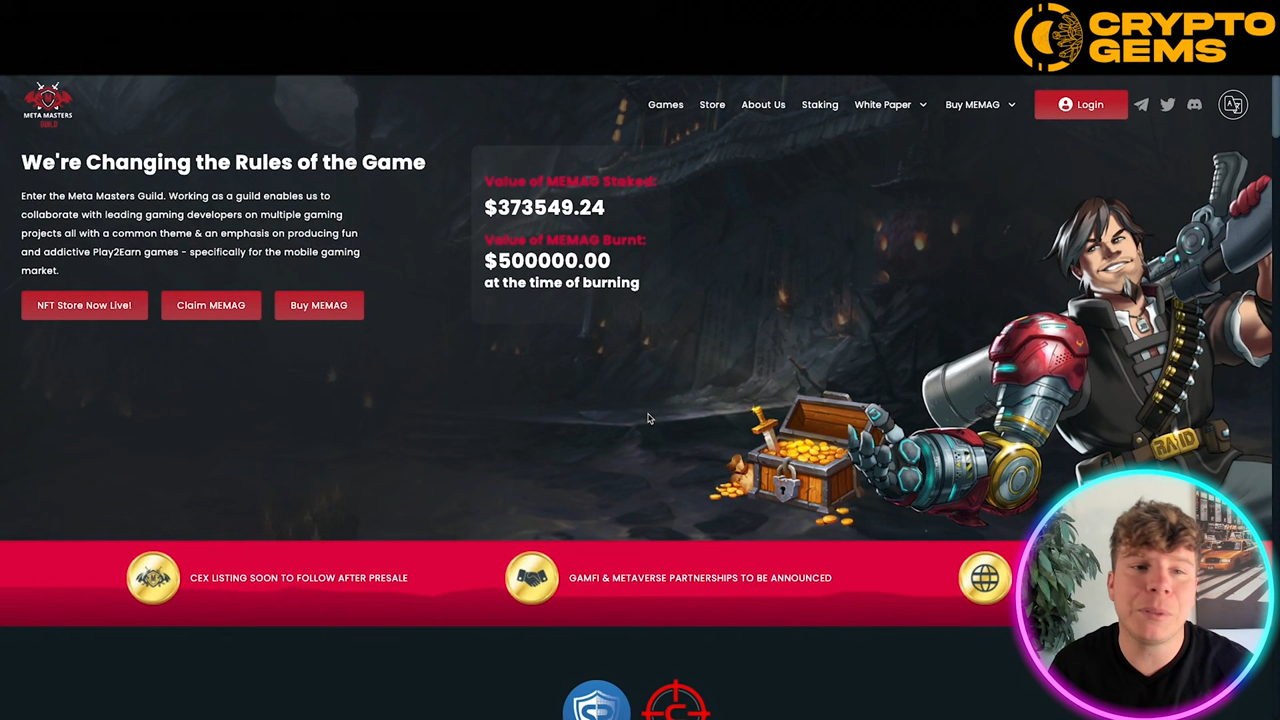 CRYPTO
GEMS
META MASTERS
GUILD
Games
Store
About Us
Staking
White Paper
Buy MEMAG
Login
We're Changing the Rules of the Game
Enter the Meta Masters Guild. Working as a guild enables us to
collaborate with leading gaming developers on multiple gaming
projects all with a common theme & an emphasis on producing fun
and addictive Play2Earn games - specifically for the mobile gaming
market.
NFT Store Now Live!
Claim MEMAG
Buy MEMAG
Value of MEMAG Staked:
$373549.24
Value of MEMAG Burnt:
$500000.00
at the time of burning
RAID
CEX LISTING SOON TO FOLLOW AFTER PRESALE
GAMFI & METAVERSE PARTNERSHIPS TO BE ANNOUNCED